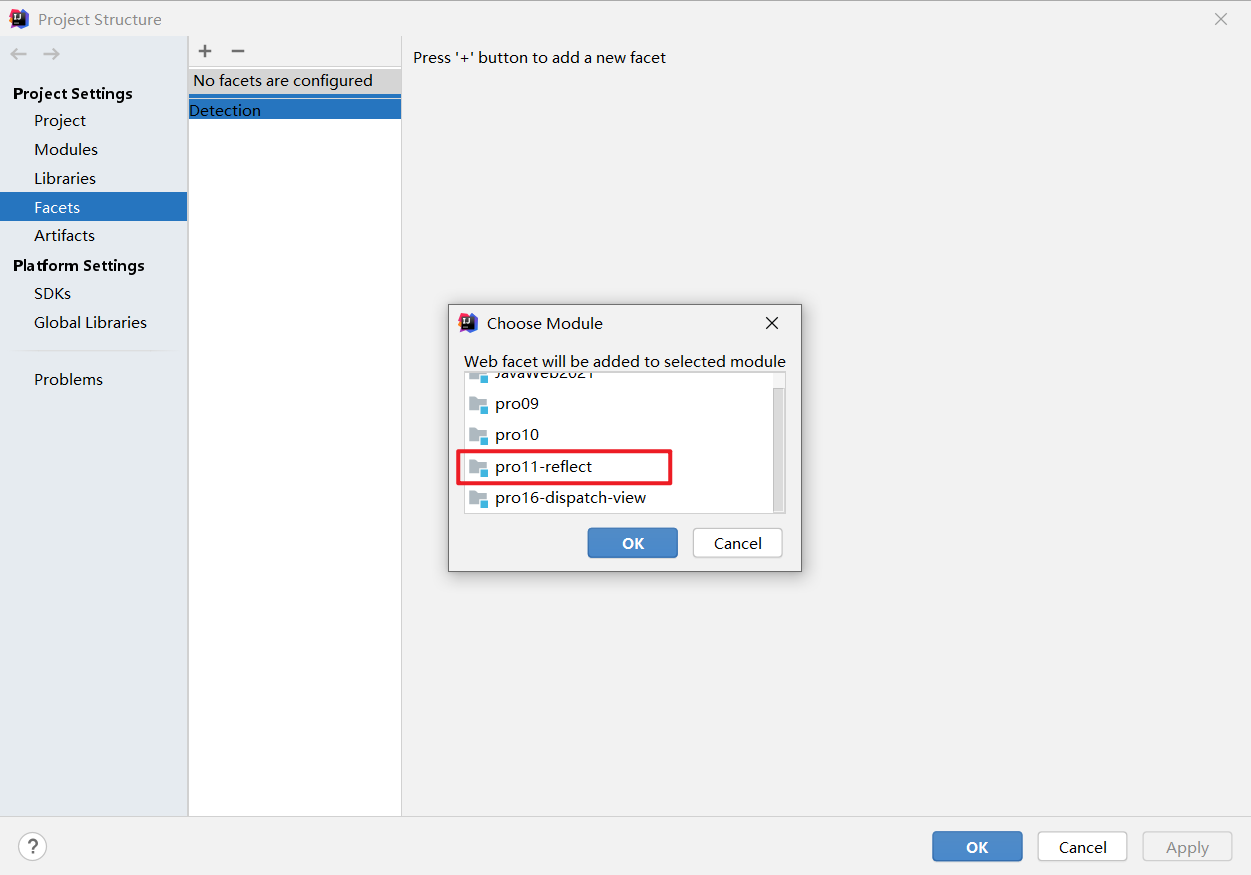 Project Structure
Project Settings
Project
Modules
Libraries
Facets
Artifacts
Platform Settings
SDKs
Global Libraries
Problems
No facets are configured
Detection
Press '+' button to add a new facet
Choose Module
Web facet will be added to selected module
JavaWeb2021
pro09
pro10
pro11-reflect
pro16-dispatch-view
OK Cancel
? OK Cancel Apply